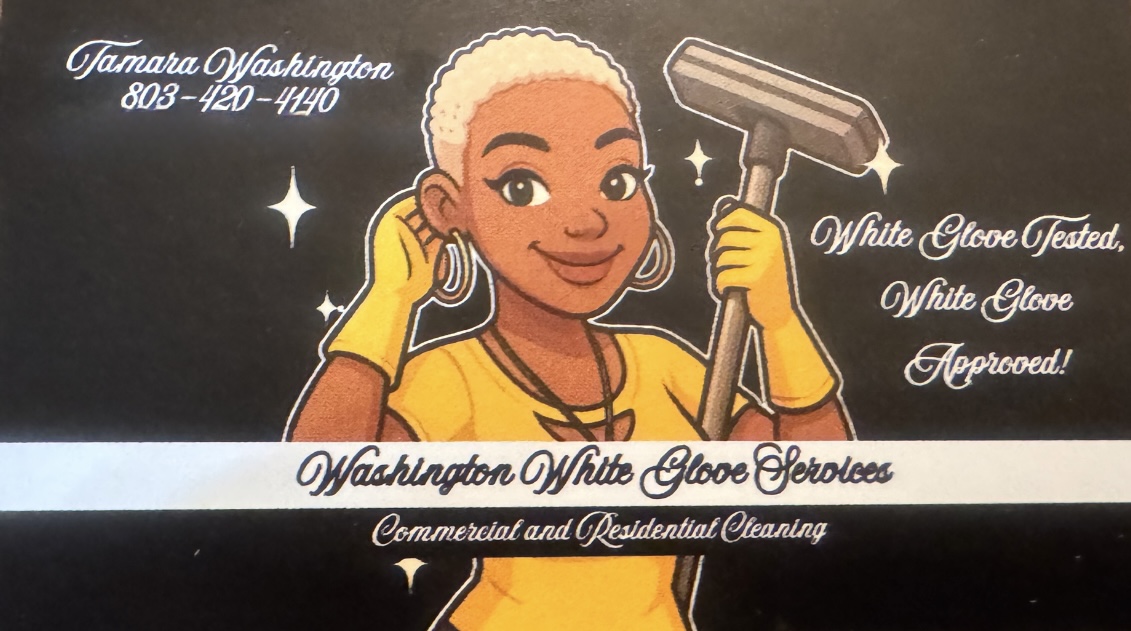 Tamara Washington
803-420-4140
White Glove Tested,
White Glove
Approved!
Washington White Glove Services
Commercial and Residential Cleaning